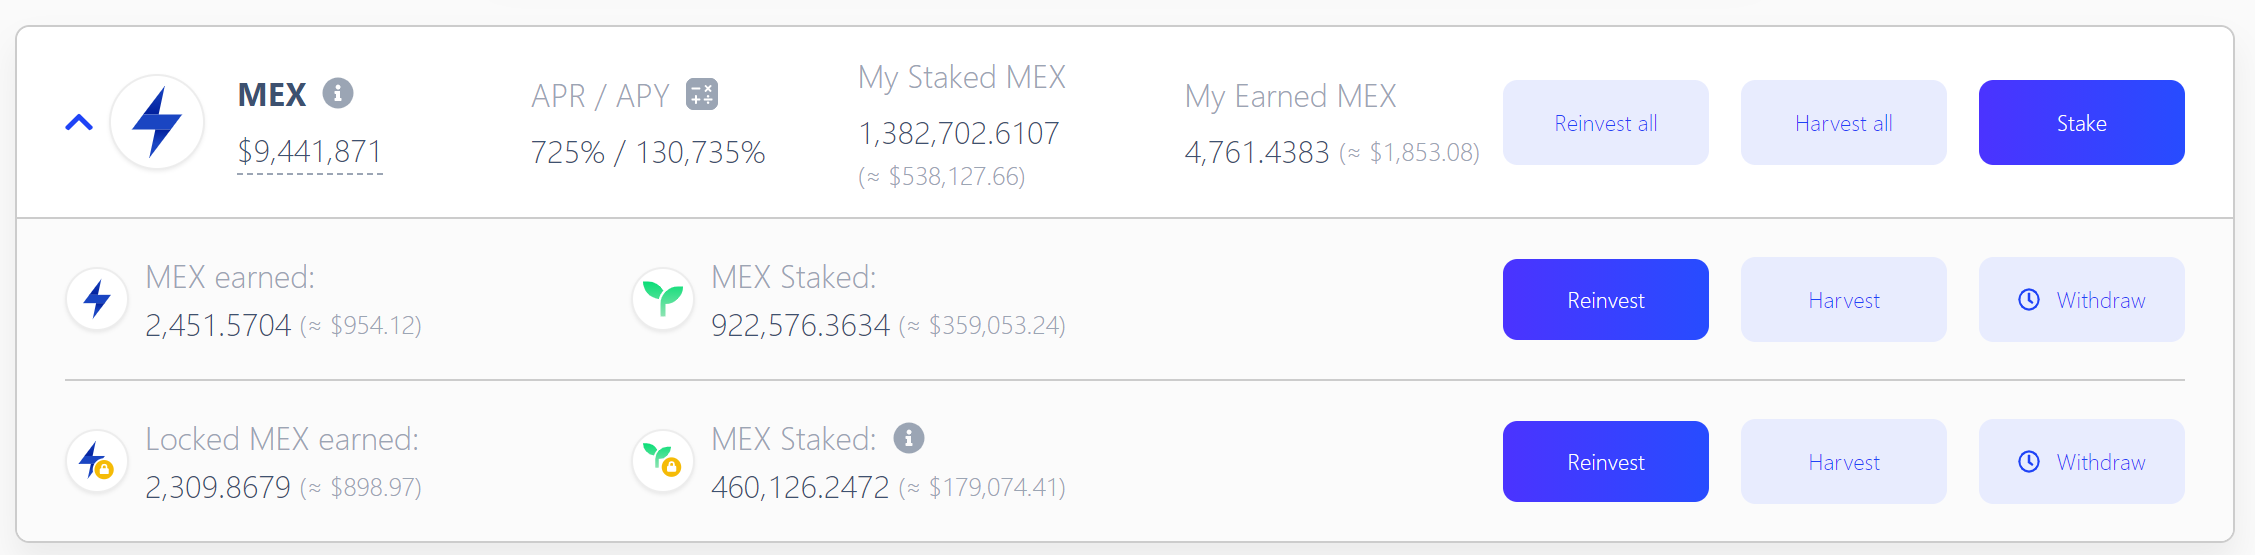 MEX
$9,441,871
APR / APY
725% / 130,735%
My Staked MEX
1,382,702.6107
(≈ $538,127.66)
My Earned MEX
4,761.4383 (≈ $1,853.08)
Reinvest all
Harvest all
Stake
MEX earned:
2,451.5704 (≈ $954.12)
MEX Staked:
922,576.3634 (≈ $359,053.24)
Reinvest
Harvest
Withdraw
Locked MEX earned:
2,309.8679 (≈ $898.97)
MEX Staked:
460,126.2472 (≈ $179,074.41)
Reinvest
Harvest
Withdraw